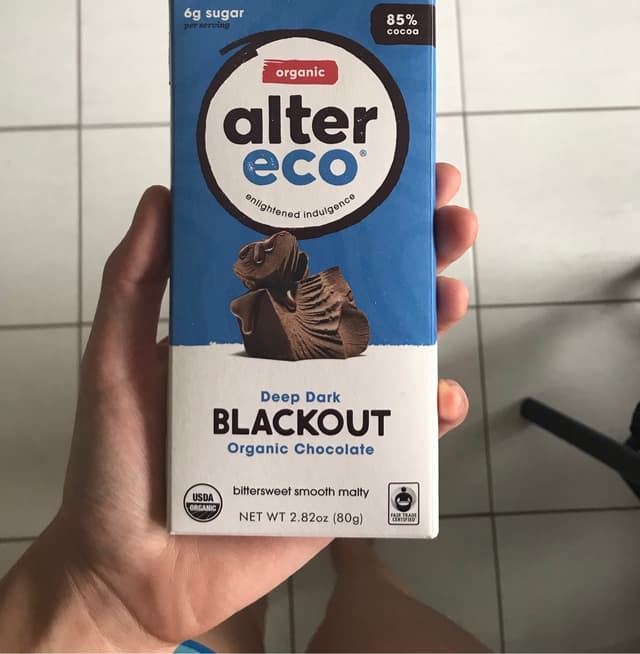 6g sugar
per serving
85%
cocoa
organic
alter
eco®
enlightened indulgence
Deep Dark
BLACKOUT
Organic Chocolate
bittersweet smooth malty
USDA
ORGANIC
NET WT 2.82oz (80g)
FAIR TRADE
CERTIFIED